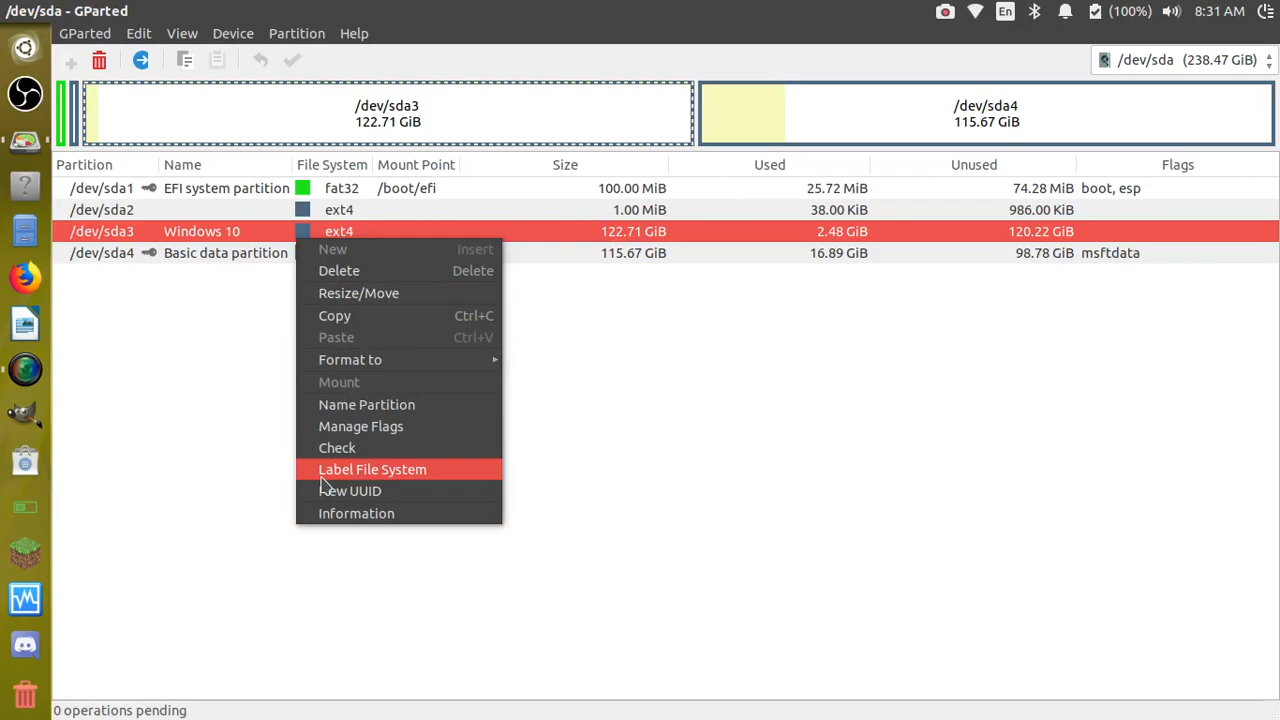 /dev/sda - GParted
En
(100%)
8:31 AM
GParted Edit View Device Partition Help
/dev/sda (238.47 GiB)
/dev/sda3
122.71 GiB
/dev/sda4
115.67 GiB
Partition Name File System Mount Point Size Used Unused Flags
/dev/sda1 EFI system partition fat32 /boot/efi 100.00 MiB 25.72 MiB 74.28 MiB boot, esp
/dev/sda2 ext4 1.00 MiB 38.00 KiB 986.00 KiB
/dev/sda3 Windows 10 ext4 122.71 GiB 2.48 GiB 120.22 GiB
/dev/sda4 Basic data partition 115.67 GiB 16.89 GiB 98.78 GiB msftdata
New Insert
Delete Delete
Resize/Move
Copy Ctrl+C
Paste Ctrl+V
Format to
Mount
Name Partition
Manage Flags
Check
Label File System
New UUID
Information
0 operations pending